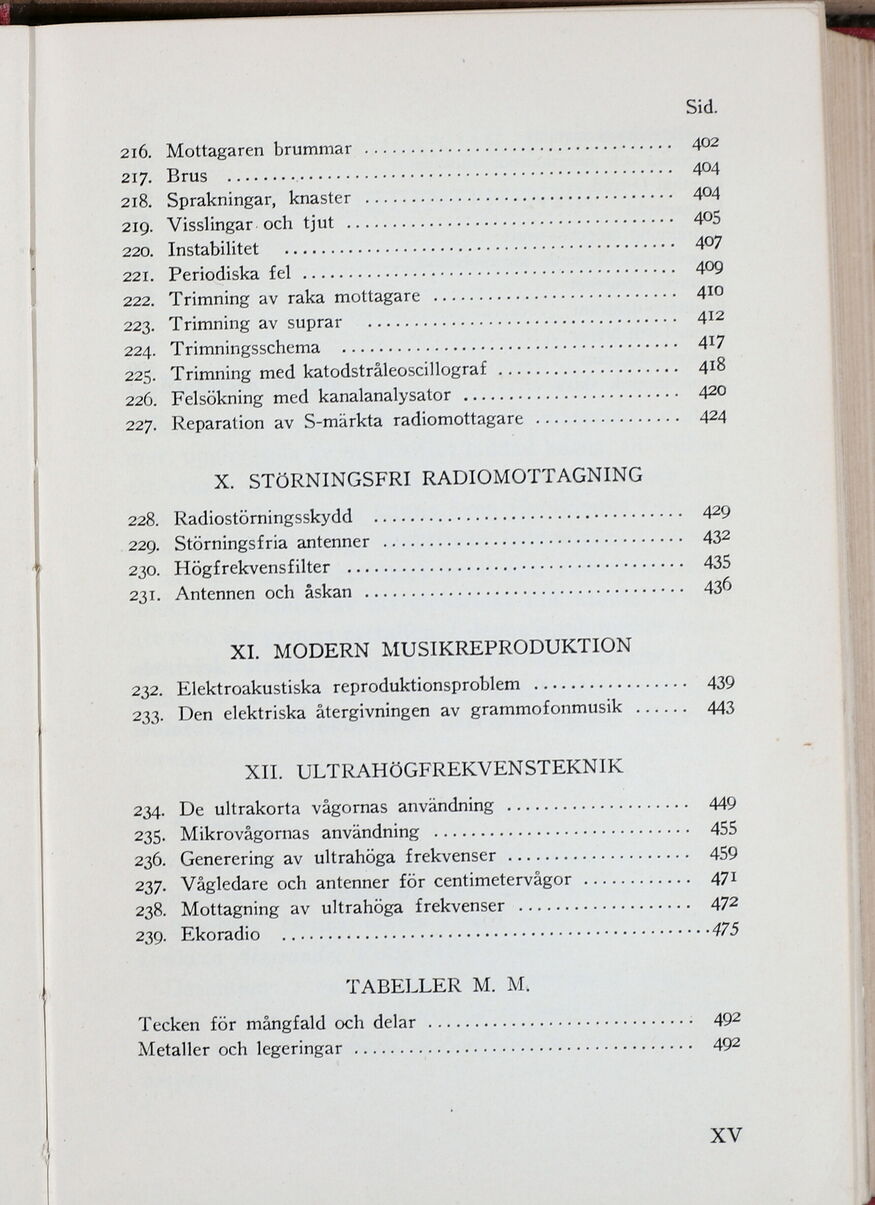 Sid.
216. Mottagaren brummar .................................. 402
217. Brus ................................................. 404
218. Sprakningar, knaster .................................. 404
219. Visslingar och tjut .................................... 405
220. Instabilitet ........................................... 407
221. Periodiska fel ......................................... 409
222. Trimning av raka mottagare ........................... 410
223. Trimning av suprar .................................. 412
224. Trimningsschema ..................................... 417
225. Trimning med katodstråleoscillograf .................... 418
226. Felsökning med kanalanalysator ........................ 420
227. Reparation av S-märkta radiomottagare ................ 424
X. STÖRNINGSFRI RADIOMOTTAGNING
228. Radiostörningsskydd .................................. 429
229. Störningsfria antenner ................................. 432
230. Högfrekvensfilter ..................................... 435
231. Antennen och åskan ................................... 436
XI. MODERN MUSIKREPRODUKTION
232. Elektroakustiska reproduktionsproblem ................. 439
233. Den elektriska återgivningen av grammofonmusik ...... 443
XII. ULTRAHÖGFREKVENSTEKNIK
234. De ultrakorta vågornas användning .................... 449
235. Mikrovågornas användning ............................ 455
236. Generering av ultrahöga frekvenser .................... 459
237. Vågledare och antenner för centimetervågor ............ 471
238. Mottagning av ultrahöga frekvenser ................... 472
239. Ekoradio ...............................................475
TABELLER M. M.
Tecken för mångfald och delar ............................. 492
Metaller och legeringar ..................................... 492
XV